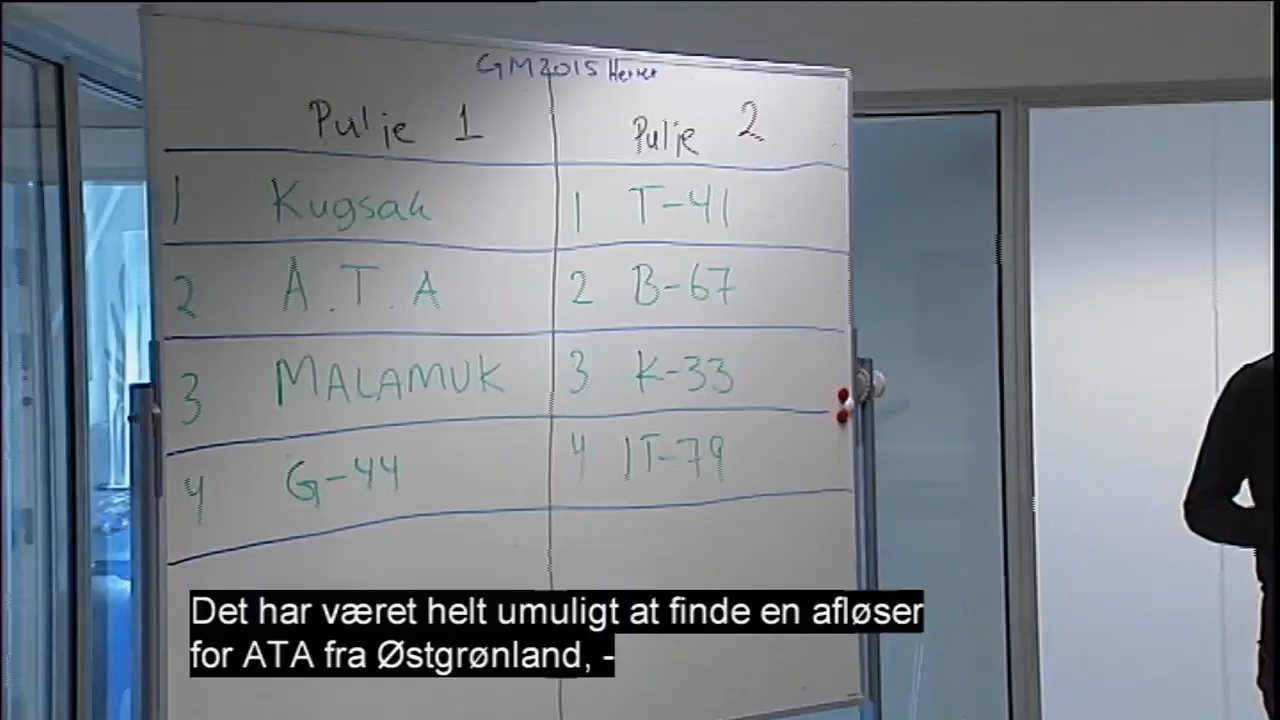 GM2015 Herrer
Pulje 1 Pulje 2
1 Kugsak 1 T-41
2 A.T.A 2 B-67
3 MALAMUK 3 K-33
4 G-44 4 IT-79
Det har været helt umuligt at finde en afløser
for ATA fra Østgrønland, -